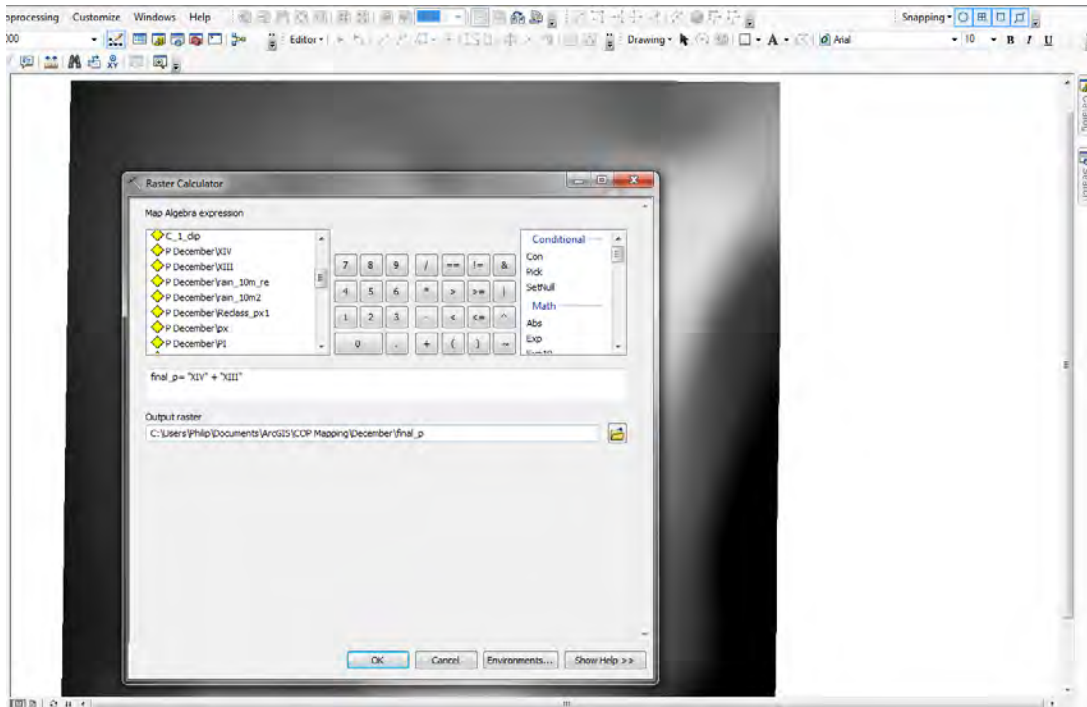 oprocessing Customize Windows Help Snapping
000 Editor Drawing A Arial 10 B I U
Raster Calculator
Map Algebra expression
C_1_dip
P December\XIV
P December\XIII
P December\rain_10m_re
P December\rain_10m2
P December\Reclass_px1
P December\px
P December\P1
7 8 9 / == != &
4 5 6 * > >= |
1 2 3 - < <= ^
0 . + ( ) ~
Conditional
Con
Pick
SetNull
Math
Abs
Exp
Exp10
final_p= "XIV" + "XIII"
Output raster
C:\Users\Philip\Documents\ArcGIS\COP Mapping\December\final_p
OK Cancel Environments... Show Help >>